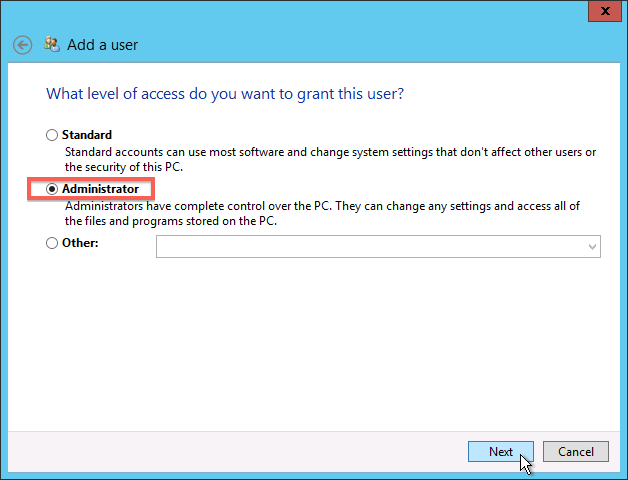 x
Add a user
What level of access do you want to grant this user?
Standard
Standard accounts can use most software and change system settings that don't affect other users or
the security of this PC.
Administrator
Administrators have complete control over the PC. They can change any settings and access all of
the files and programs stored on the PC.
Other:
Next
Cancel